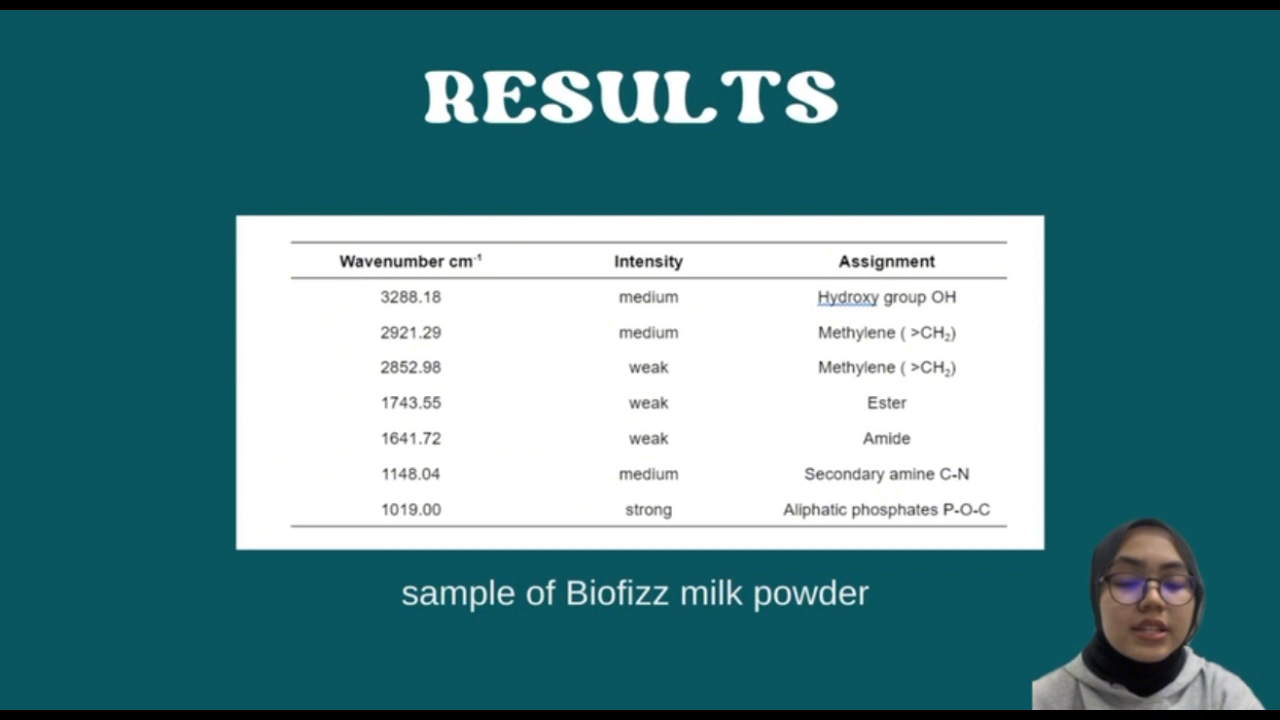 RESULTS
Wavenumber cm⁻¹ Intensity Assignment
3288.18 medium Hydroxy group OH
2921.29 medium Methylene ( >CH₂)
2852.98 weak Methylene ( >CH₂)
1743.55 weak Ester
1641.72 weak Amide
1148.04 medium Secondary amine C-N
1019.00 strong Aliphatic phosphates P-O-C
sample of Biofizz milk powder